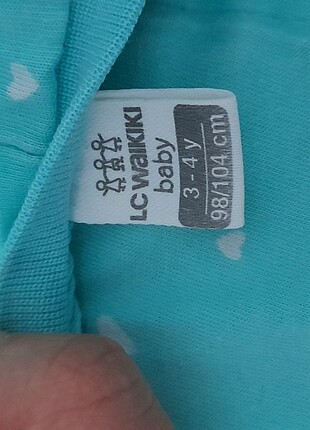 LC WAIKIKI
baby
3 - 4 y
98/104 cm